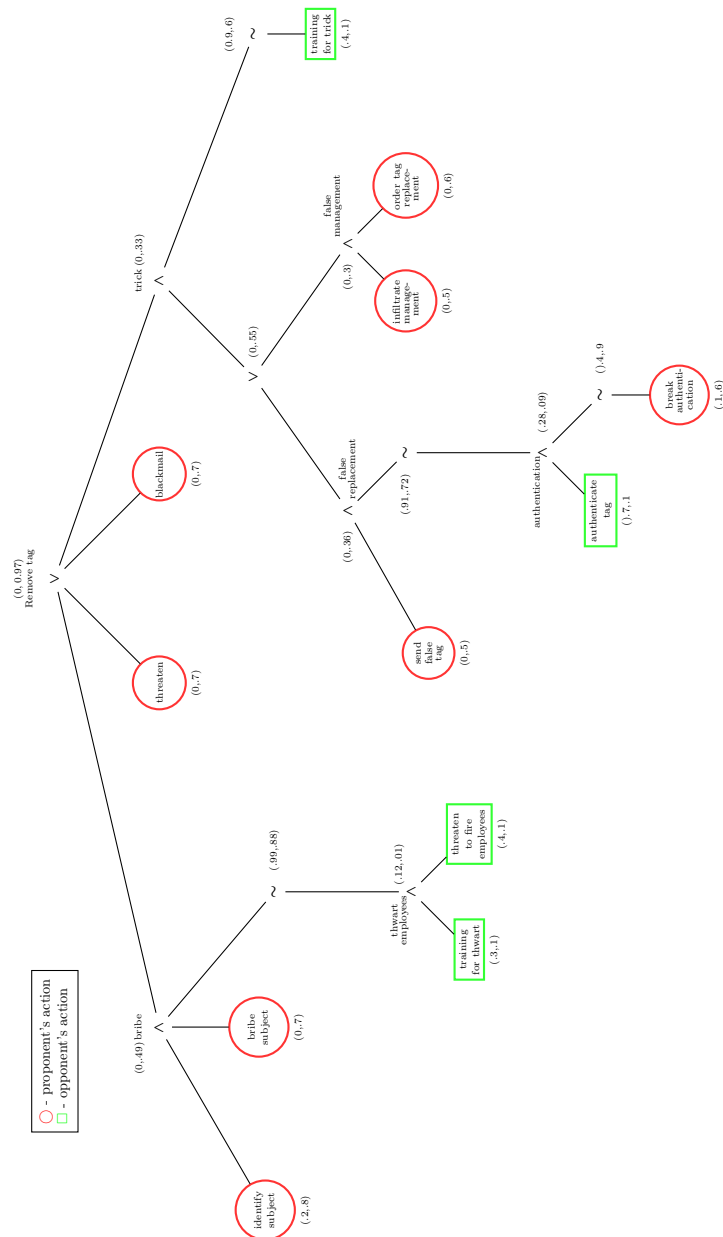 (0, 0.97)
Remove tag
∨
(0,.49) bribe
∧
threaten
(0,.7)
blackmail
(0,.7)
trick (0,.33)
∧
identify
subject
(.2,.8)
bribe
subject
(0,.7)
(.99,.88)
∼
(0,.55)
∨
(0.9,.6)
∼
training
for trick
(.4,.1)
thwart
employees
(.12,.01)
∧
training
for thwart
(.3,.1)
threaten
to fire
employees
(.4,.1)
false
replacement
(0,.36)
∧
false
management
(0,.3)
∧
send
false
tag
(0,.5)
(.91,.72)
∼
infiltrate
manage-
ment
(0,.5)
order tag
replace-
ment
(0,.6)
authentication
(.28,.09)
∧
authenticate
tag
().7,.1
().4,.9
∼
break
authenti-
cation
(.1,.6)
○ - proponent's action
□ - opponent's action